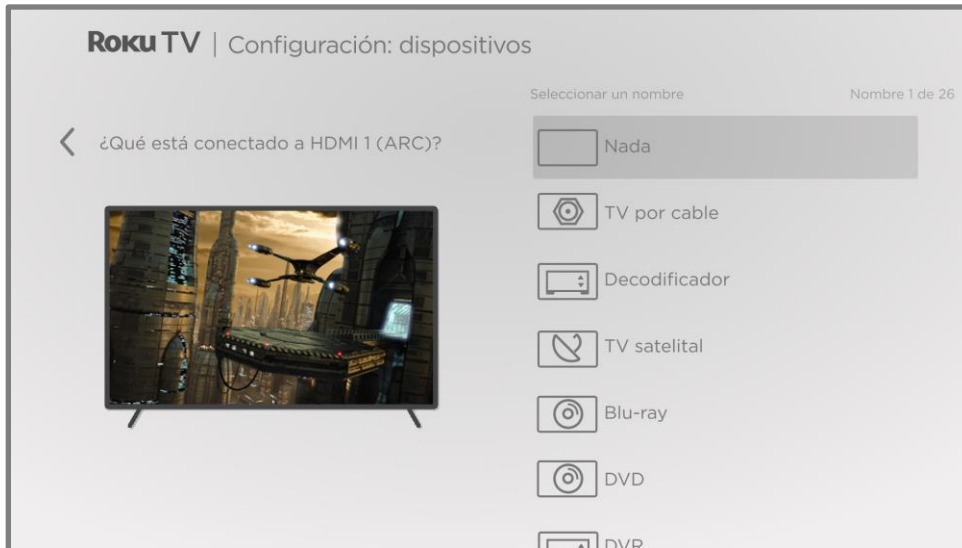 Roku TV | Configuración: dispositivos
Seleccionar un nombre
Nombre 1 de 26
¿Qué está conectado a HDMI 1 (ARC)?
Nada
TV por cable
Decodificador
TV satelital
Blu-ray
DVD
DVR